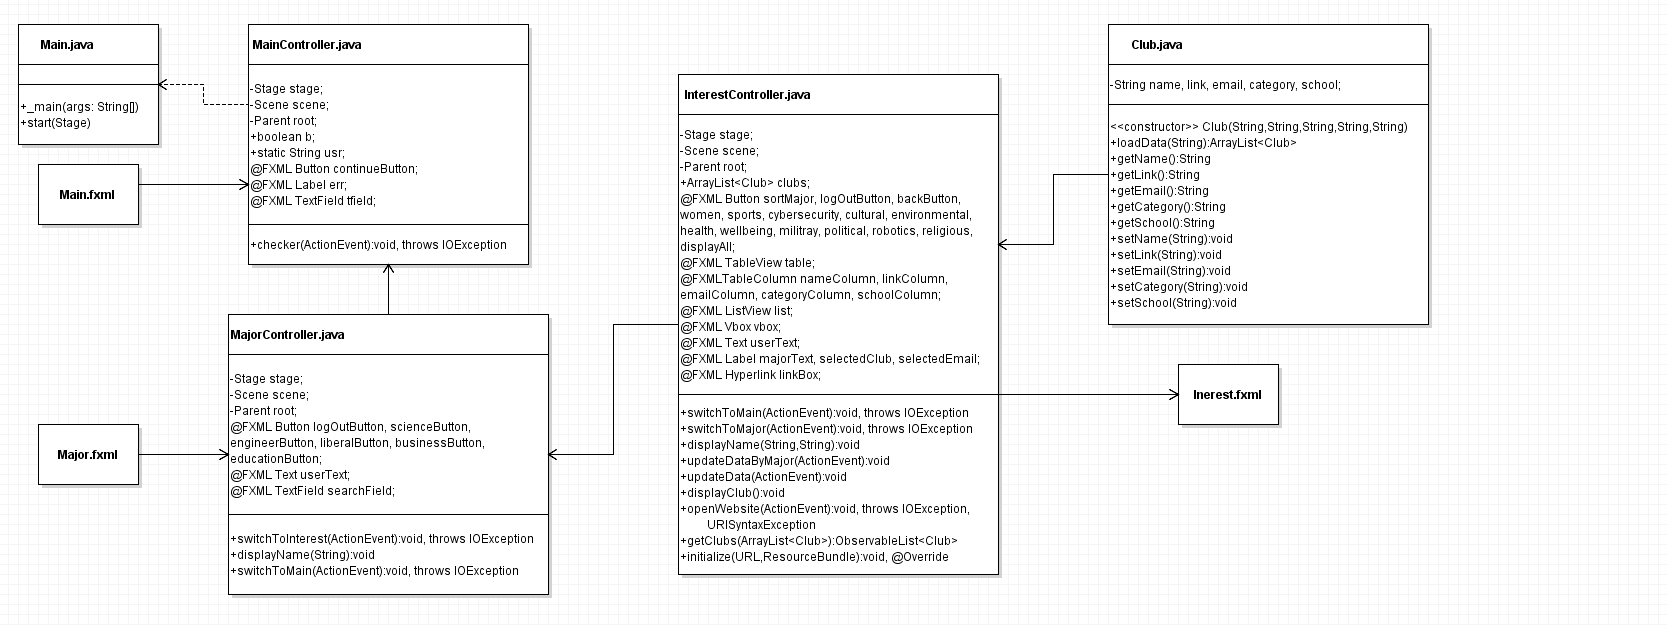 Main.java
+_main(args: String[])
+start(Stage)
Main.fxml
MainController.java
-Stage stage;
-Scene scene;
-Parent root;
+boolean b;
+static String usr;
@FXML Button continueButton;
@FXML Label err;
@FXML TextField tfield;
+checker(ActionEvent):void, throws IOException
MajorController.java
-Stage stage;
-Scene scene;
-Parent root;
@FXML Button logOutButton, scienceButton,
engineerButton, liberalButton, businessButton,
educationButton;
@FXML Text userText;
@FXML TextField searchField;
+switchToInterest(ActionEvent):void, throws IOException
+displayName(String):void
+switchToMain(ActionEvent):void, throws IOException
Major.fxml
InterestController.java
-Stage stage;
-Scene scene;
-Parent root;
+ArrayList<Club> clubs;
@FXML Button sortMajor, logOutButton, backButton,
women, sports, cybersecurity, cultural, environmental,
health, wellbeing, militray, political, robotics, religious,
displayAll;
@FXML TableView table;
@FXMLTableColumn nameColumn, linkColumn,
emailColumn, categoryColumn, schoolColumn;
@FXML ListView list;
@FXML Vbox vbox;
@FXML Text userText;
@FXML Label majorText, selectedClub, selectedEmail;
@FXML Hyperlink linkBox;
+switchToMain(ActionEvent):void, throws IOException
+switchToMajor(ActionEvent):void, throws IOException
+displayName(String,String):void
+updateDataByMajor(ActionEvent):void
+updateData(ActionEvent):void
+displayClub():void
+openWebsite(ActionEvent):void, throws IOException,
URISyntaxException
+getClubs(ArrayList<Club>):ObservableList<Club>
+initialize(URL,ResourceBundle):void, @Override
Club.java
-String name, link, email, category, school;
<<constructor>> Club(String,String,String,String,String)
+loadData(String):ArrayList<Club>
+getName():String
+getLink():String
+getEmail():String
+getCategory():String
+getSchool():String
+setName(String):void
+setLink(String):void
+setEmail(String):void
+setCategory(String):void
+setSchool(String):void
Inerest.fxml